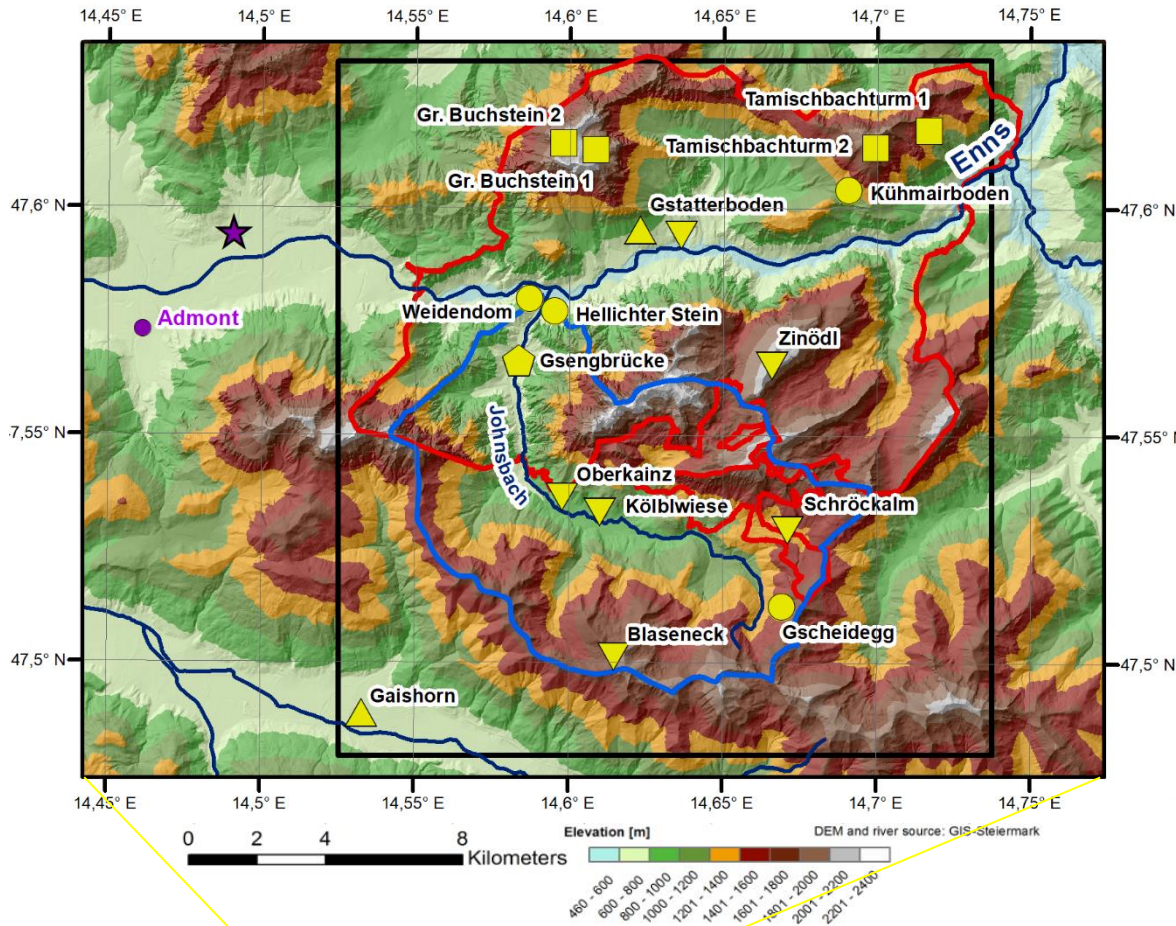 14,45° E
14,5° E
14,55° E
14,6° E
14,65° E
14,7° E
14,75° E
Tamischbachturm 1
Gr. Buchstein 2
Tamischbachturm 2
Enns
Gr. Buchstein 1
Kühmairboden
47,6° N
Gstatterboden
47,6° N
Weidendom
Hellichter Stein
Admont
Zinödl
Gsengbrücke
7,55° N
47,55° N
Johnsbach
Oberkainz
Kölblwiese
Schröckalm
Blaseneck
Gscheidegg
47,5° N
47,5° N
Gaishorn
14,45° E
14,5° E
14,55° E
14,6° E
14,65° E
14,7° E
14,75° E
0 2 4 8
Kilometers
Elevation [m]
DEM and river source: GIS-Steiermark
460 - 600
600 - 800
800 - 1000
1000 - 1200
1201 - 1400
1401 - 1600
1601 - 1800
1801 - 2000
2001 - 2200
2201 - 2400